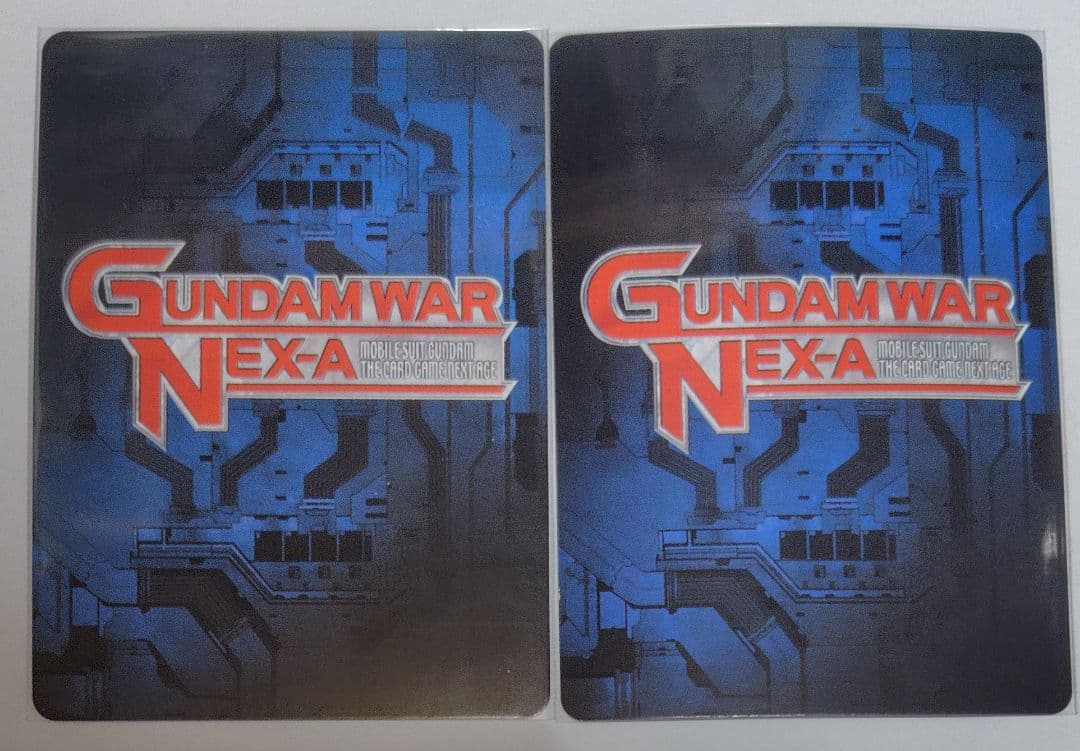 GUNDAM WAR
NEX-A
MOBILE SUIT GUNDAM
THE CARD GAME NEXT AGE
GUNDAM WAR
NEX-A
MOBILE SUIT GUNDAM
THE CARD GAME NEXT AGE